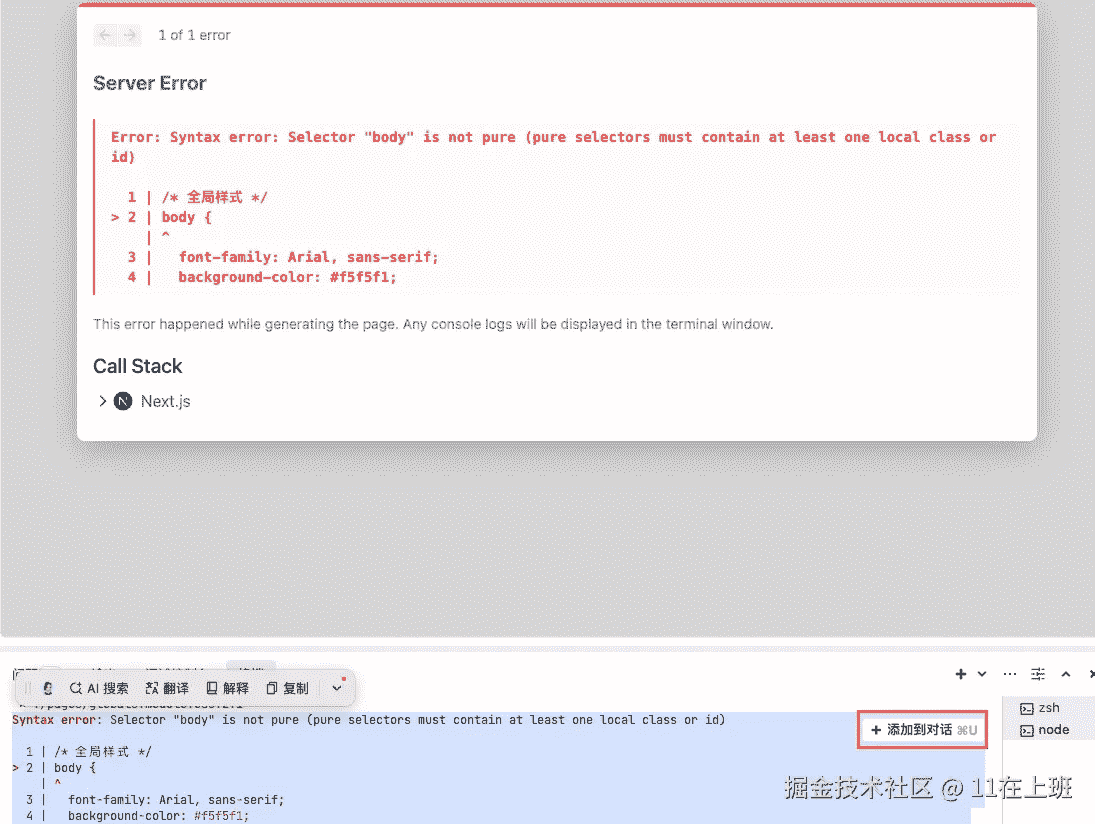 1 of 1 error
Server Error
Error: Syntax error: Selector "body" is not pure (pure selectors must contain at least one local class or
id)
1 | /* 全局样式 */
> 2 | body {
| ^
3 | font-family: Arial, sans-serif;
4 | background-color: #f5f5f1;
This error happened while generating the page. Any console logs will be displayed in the terminal window.
Call Stack
N Next.js
AI 搜索 翻译 解释 复制
zsh
Syntax error: Selector "body" is not pure (pure selectors must contain at least one local class or id)
+ 添加到对话 ⌘U
node
1 | /* 全局样式 */
> 2 | body {
| ^
3 | font-family: Arial, sans-serif;
4 | background-color: #f5f5f1;
掘金技术社区 @ 11在上班